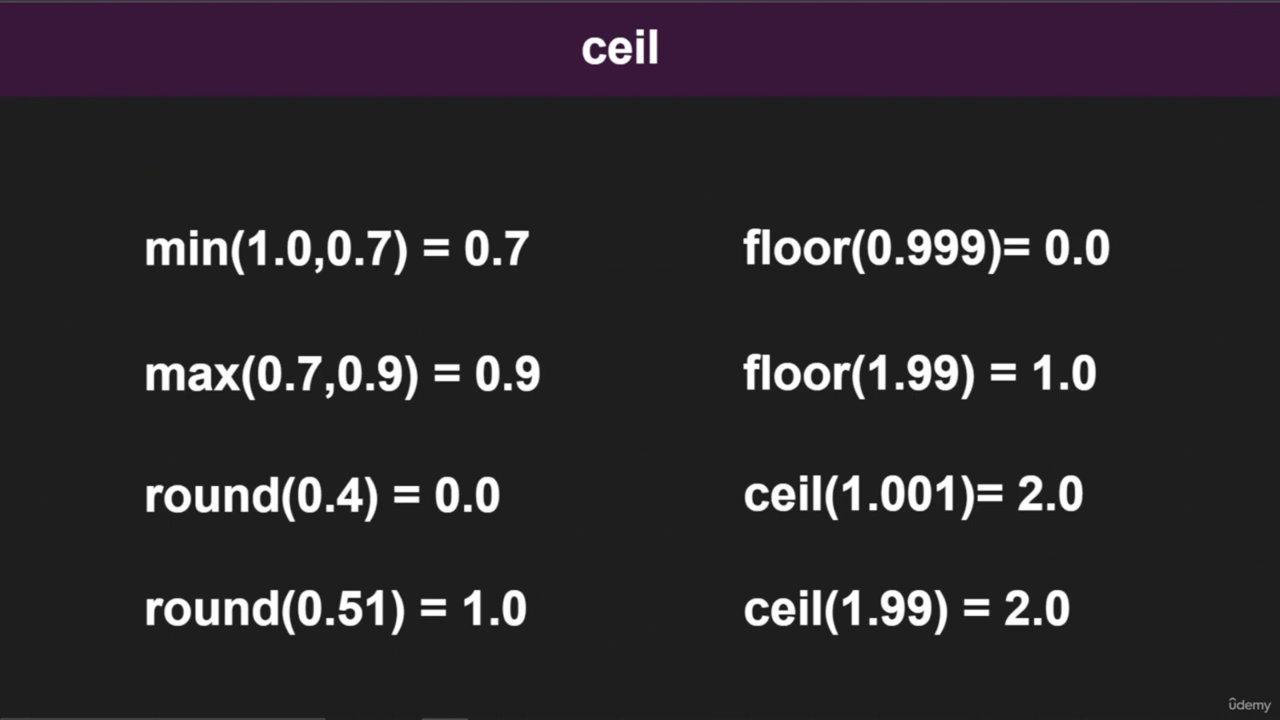 ceil
min(1.0,0.7) = 0.7
max(0.7,0.9) = 0.9
round(0.4) = 0.0
round(0.51) = 1.0
floor(0.999)= 0.0
floor(1.99) = 1.0
ceil(1.001)= 2.0
ceil(1.99) = 2.0
ûdemy